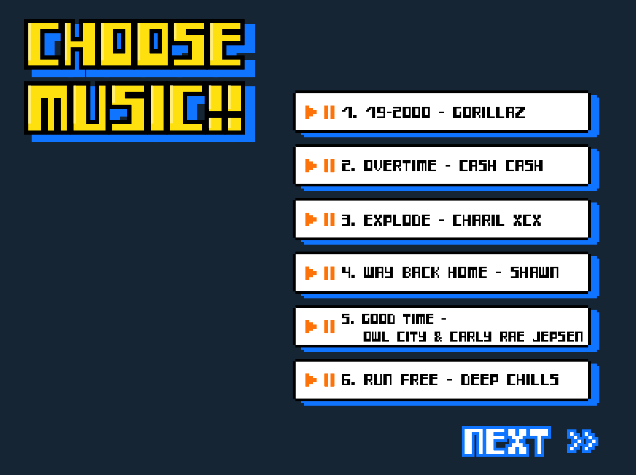 CHOOSE
MUSIC!!
1. 19-2000 - GORILLAZ
2. OVERTIME - CASH CASH
3. EXPLODE - CHARIL XCX
4. WAY BACK HOME - SHAWN
5. GOOD TIME -
OWL CITY & CARLY RAE JEPSEN
6. RUN FREE - DEEP CHILLS
NEXT >>